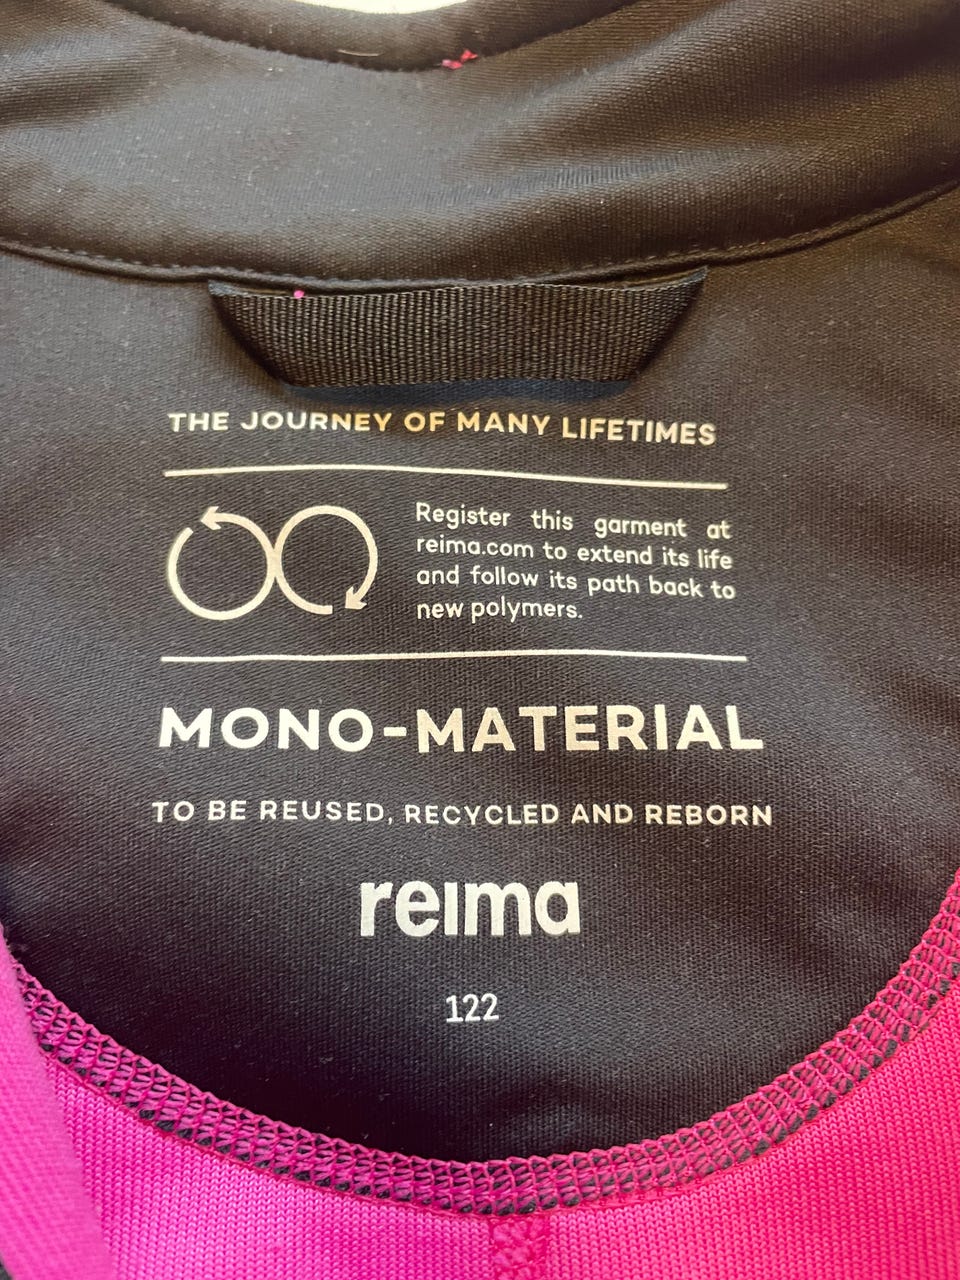 THE JOURNEY OF MANY LIFETIMES
Register this garment at
reima.com to extend its life
and follow its path back to
new polymers.
MONO-MATERIAL
TO BE REUSED, RECYCLED AND REBORN
reima
122